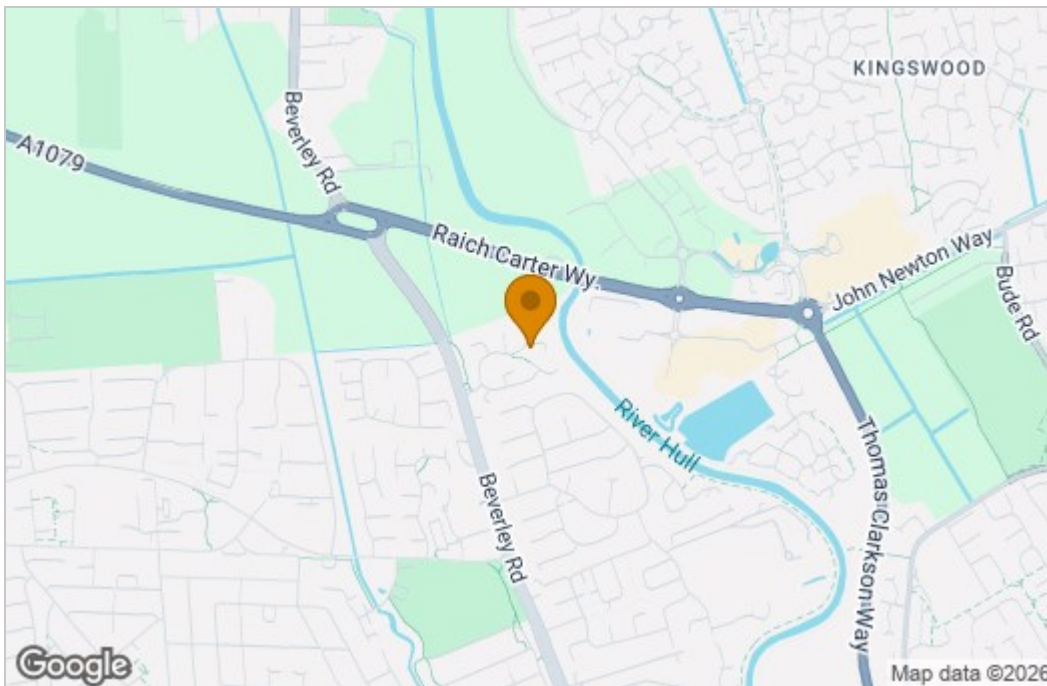 KINGSWOOD
Beverley Rd
A1079
Raich Carter Wy.
John Newton Way
Bude Rd
River Hull
Thomas Clarkson Way
Beverley Rd
Google
Map data ©2026